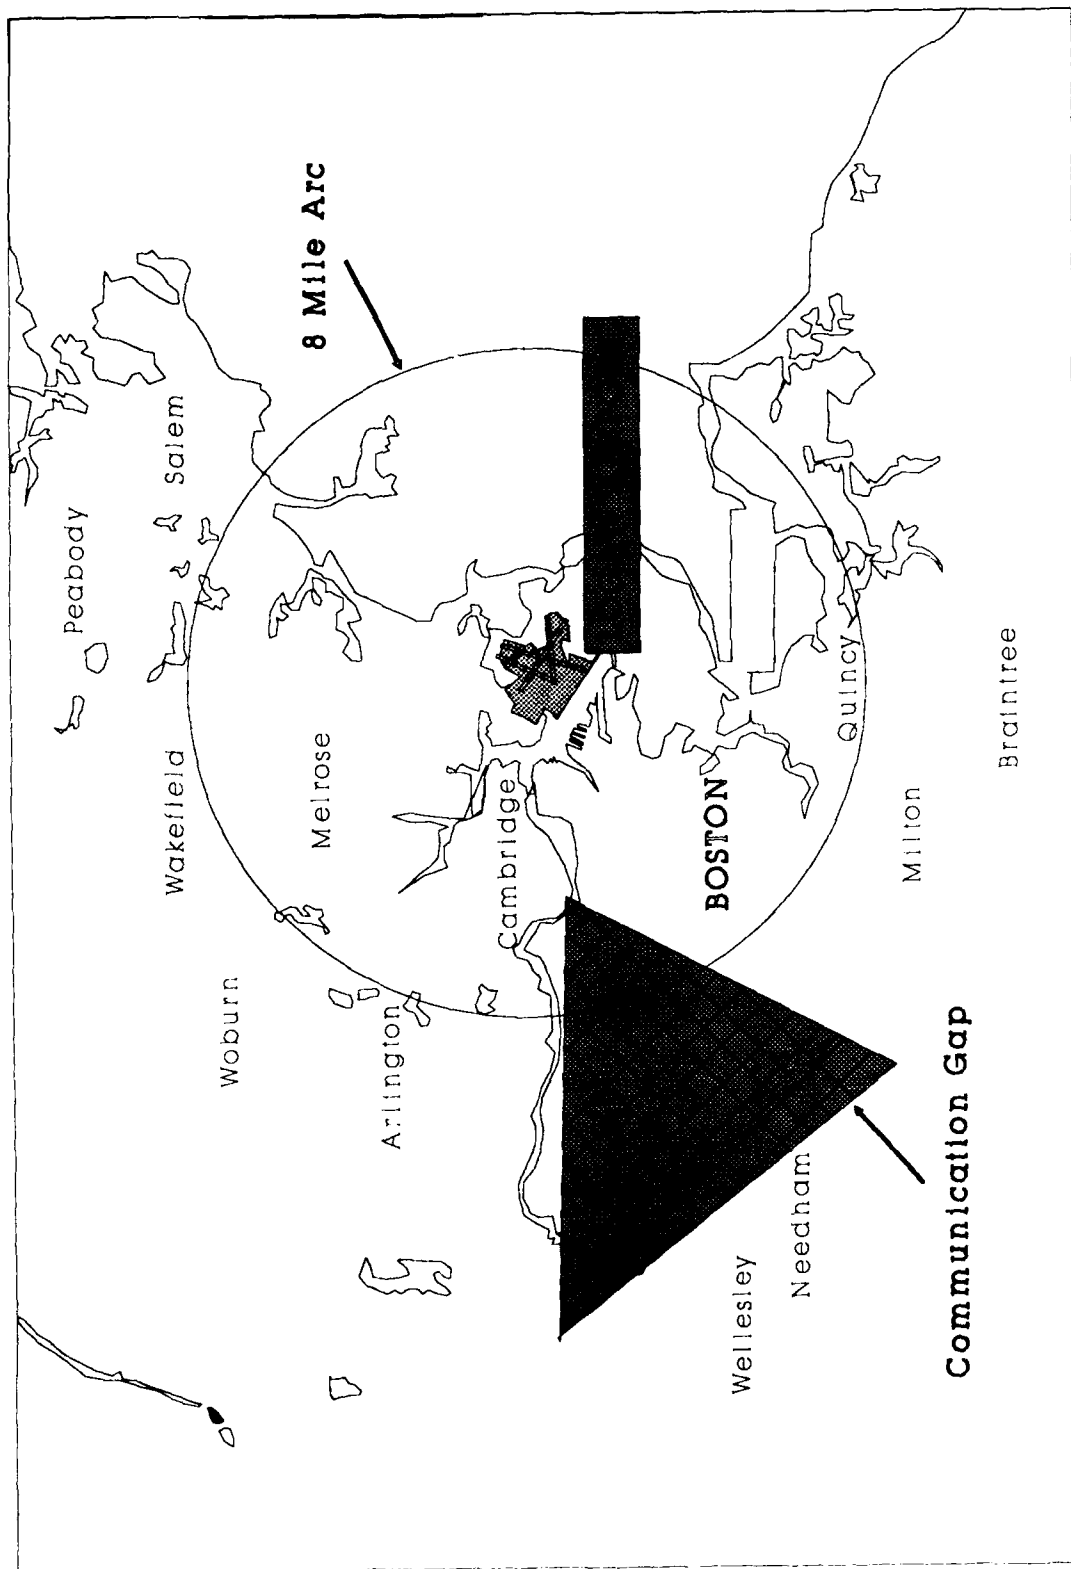 Peabody
Salem
Wakefield
8 Mile Arc
Woburn
Melrose
Arlington
Cambridge
BOSTON
Wellesley
Needham
Quincy
Milton
Communication Gap
Braintree